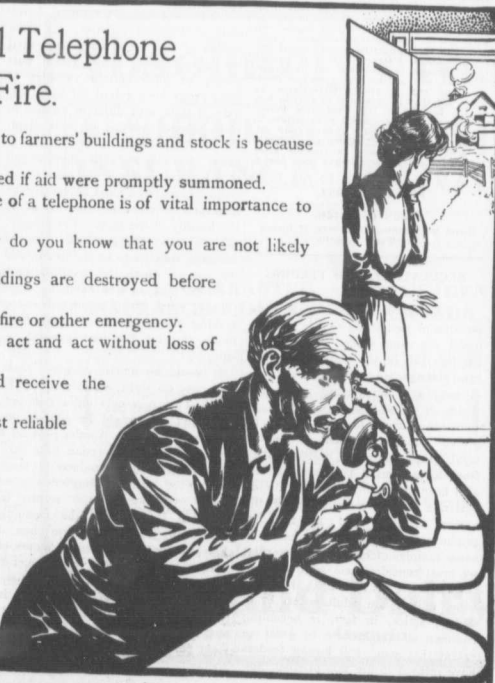 l Telephone
Fire.
to farmers' buildings and stock is because
ed if aid were promptly summoned.
e of a telephone is of vital importance to
do you know that you are not likely
dings are destroyed before
fire or other emergency.
act and act without loss of
d receive the
st reliable